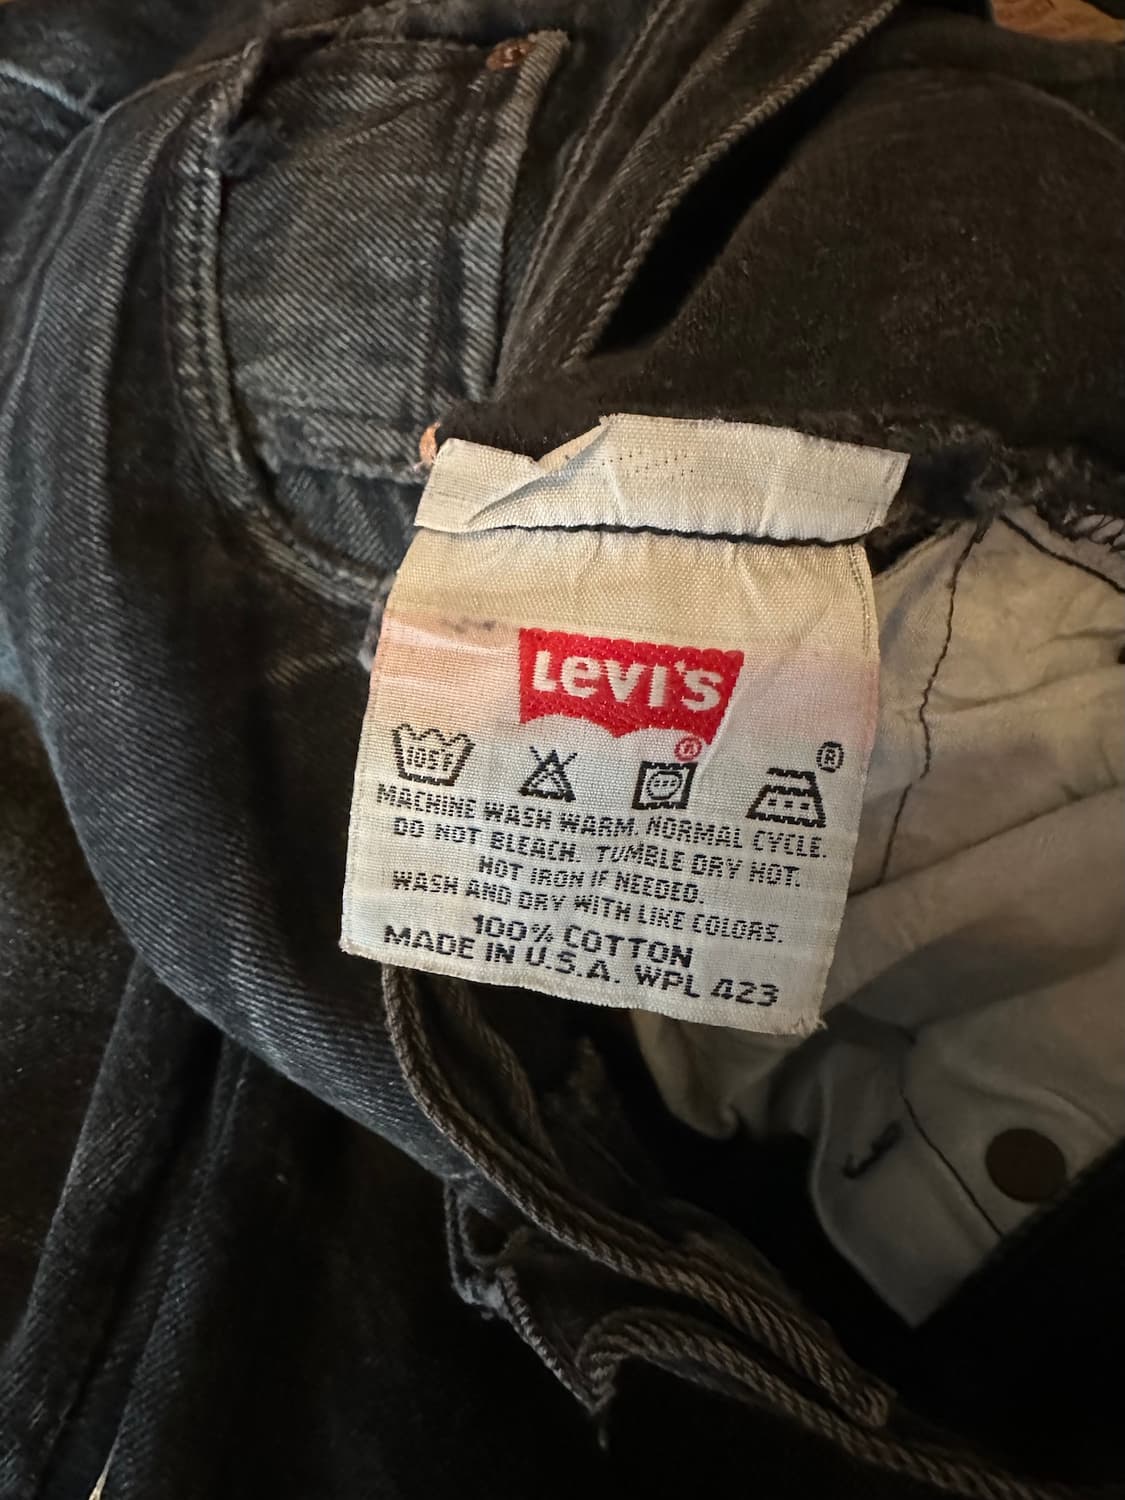 Levi's ®
105F
®
MACHINE WASH WARM. NORMAL CYCLE.
DO NOT BLEACH. TUMBLE DRY HOT.
HOT IRON IF NEEDED.
WASH AND DRY WITH LIKE COLORS.
100% COTTON
MADE IN U.S.A. WPL 423